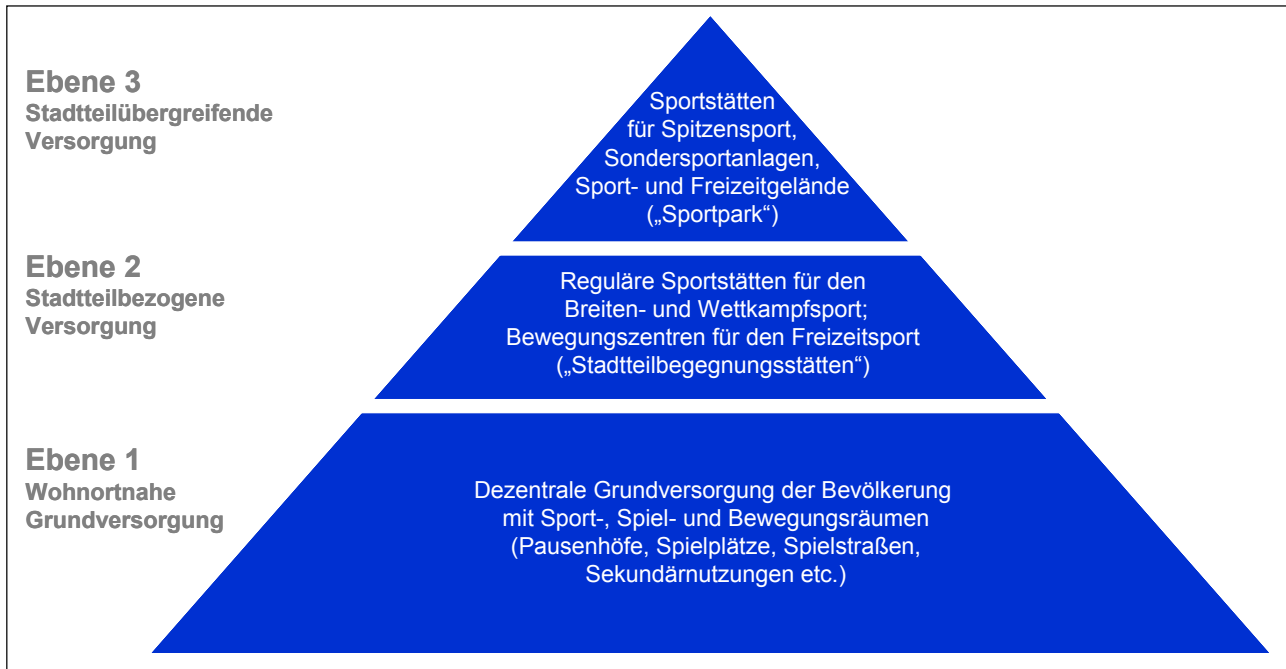 Ebene 3
Stadtteilübergreifende
Versorgung
Sportstätten
für Spitzensport,
Sondersportanlagen,
Sport- und Freizeitgelände
(„Sportpark“)
Ebene 2
Stadtteilbezogene
Versorgung
Reguläre Sportstätten für den
Breiten- und Wettkampfsport;
Bewegungszentren für den Freizeitsport
(„Stadtteilbegegnungsstätten“)
Ebene 1
Wohnortnahe
Grundversorgung
Dezentrale Grundversorgung der Bevölkerung
mit Sport-, Spiel- und Bewegungsräumen
(Pausenhöfe, Spielplätze, Spielstraßen,
Sekundärnutzungen etc.)